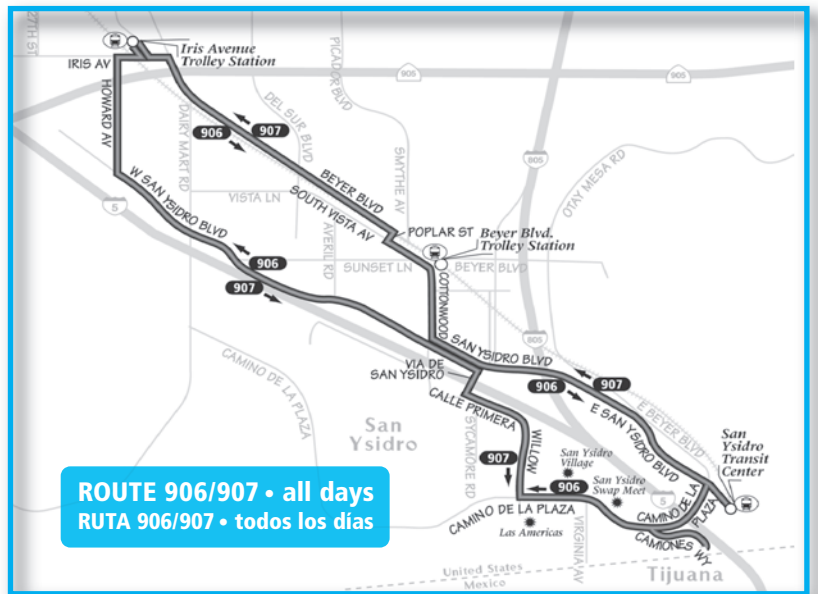 27TH ST
Iris Avenue
Trolley Station
IRIS AV
HOWARD AV
PICADOR BLVD
905
905
DAIRY MART RD
DEL SUR BLVD
906
907
805
OTAY MESA RD
SMYTHE AV
BEYER BLVD
VISTA LN
SOUTH VISTA AV
W SAN YSIDRO BLVD
5
AVERIL RD
POPLAR ST
Beyer Blvd.
Trolley Station
906
907
SUNSET LN
BEYER BLVD
COTTONWOOD
805
SAN YSIDRO BLVD
VIA DE
SAN YSIDRO
907
906
CAMINO DE LA PLAZA
CALLE PRIMERA
E SAN YSIDRO BLVD
E BEYER BLVD
San
Ysidro
SYCAMORE RD
WILLOW
San
Ysidro
Transit
Center
907
San Ysidro
Village
906
San Ysidro
Swap Meet
5
CAMINO DE LA
PLAZA
CAMINO DE LA PLAZA
Las Americas
VIRGINIA AV
CAMIONES WY
ROUTE 906/907 • all days
RUTA 906/907 • todos los días
United States
Mexico
Tijuana